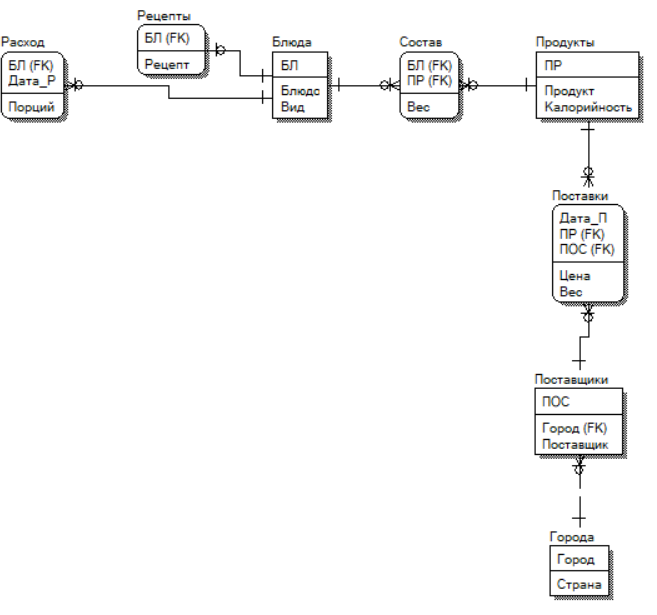 Рецепты
БЛ (FK)
Рецепт
Расход
БЛ (FK)
Дата_Р
Порций
Блюда
БЛ
Блюдо
Вид
Состав
БЛ (FK)
ПР (FK)
Вес
Продукты
ПР
Продукт
Калорийность
Поставки
Дата_П
ПР (FK)
ПОС (FK)
Цена
Вес
Поставщики
ПОС
Город (FK)
Поставщик
Города
Город
Страна